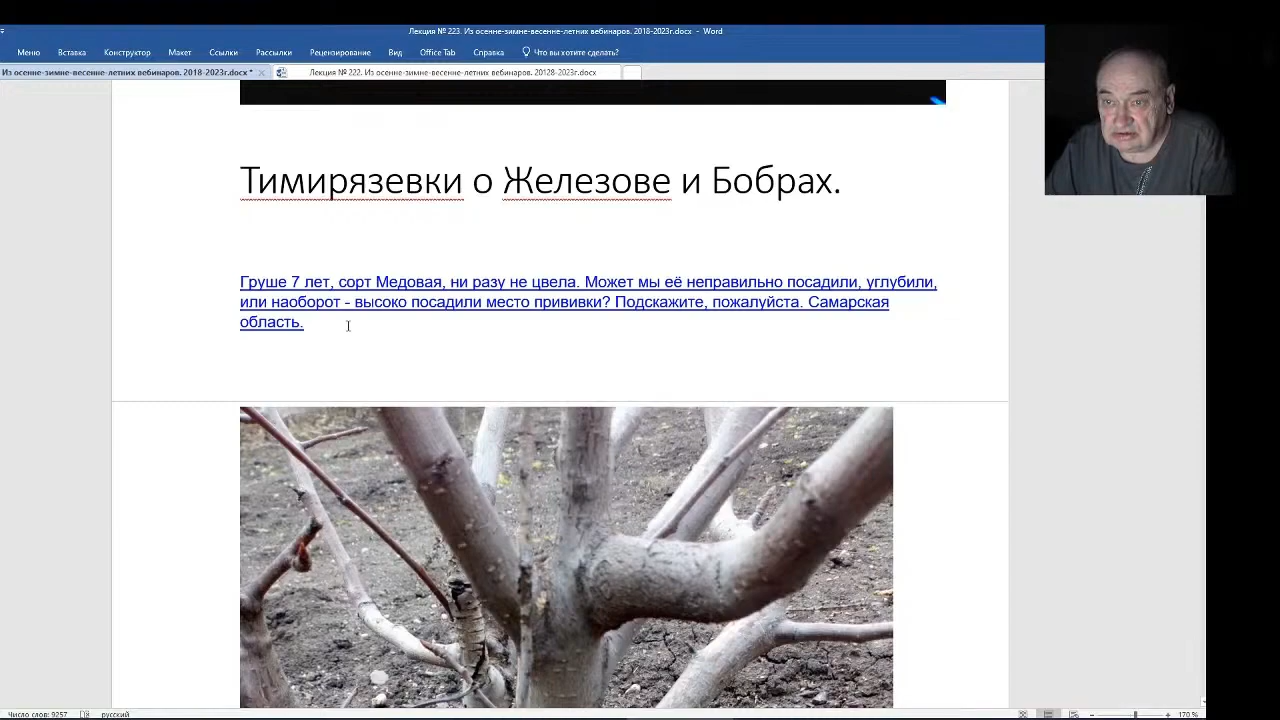 Лекция № 223. Из осенне-зимне-весенне-летних вебинаров. 2018-2023г.docx - Word
Меню Вставка Конструктор Макет Ссылки Рассылки Рецензирование Вид Office Tab Справка Что вы хотите сделать?
Из осенне-зимне-весенне-летних вебинаров. 2018-2023г.docx * Лекция № 222. Из осенне-зимне-весенне-летних вебинаров. 20128-2023г.docx
Тимирязевки о Железове и Бобрах.
Груше 7 лет, сорт Медовая, ни разу не цвела. Может мы её неправильно посадили, углубили,
или наоборот - высоко посадили место прививки? Подскажите, пожалуйста. Самарская
область.
Число слов: 9257 русский 170 %